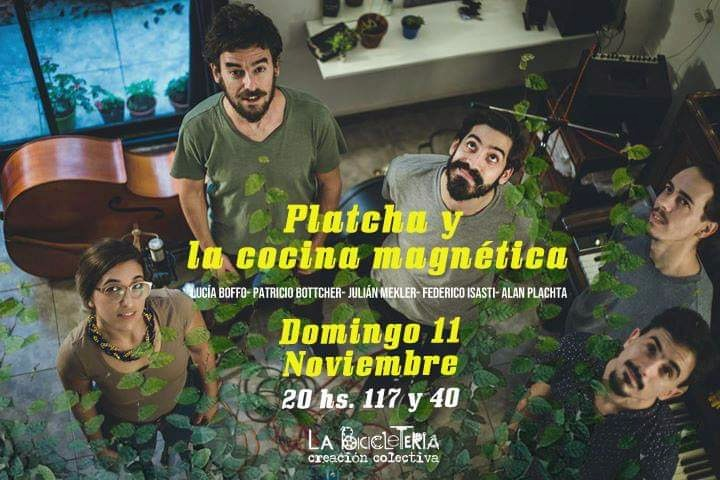 Platcha y
la cocina magnética
LUCÍA BOFFO- PATRICIO BOTTCHER- JULIÁN MEKLER- FEDERICO ISASTI- ALAN PLACHTA
Domingo 11
Noviembre
20 hs. 117 y 40
LA BICICLETERIA
creación colectiva